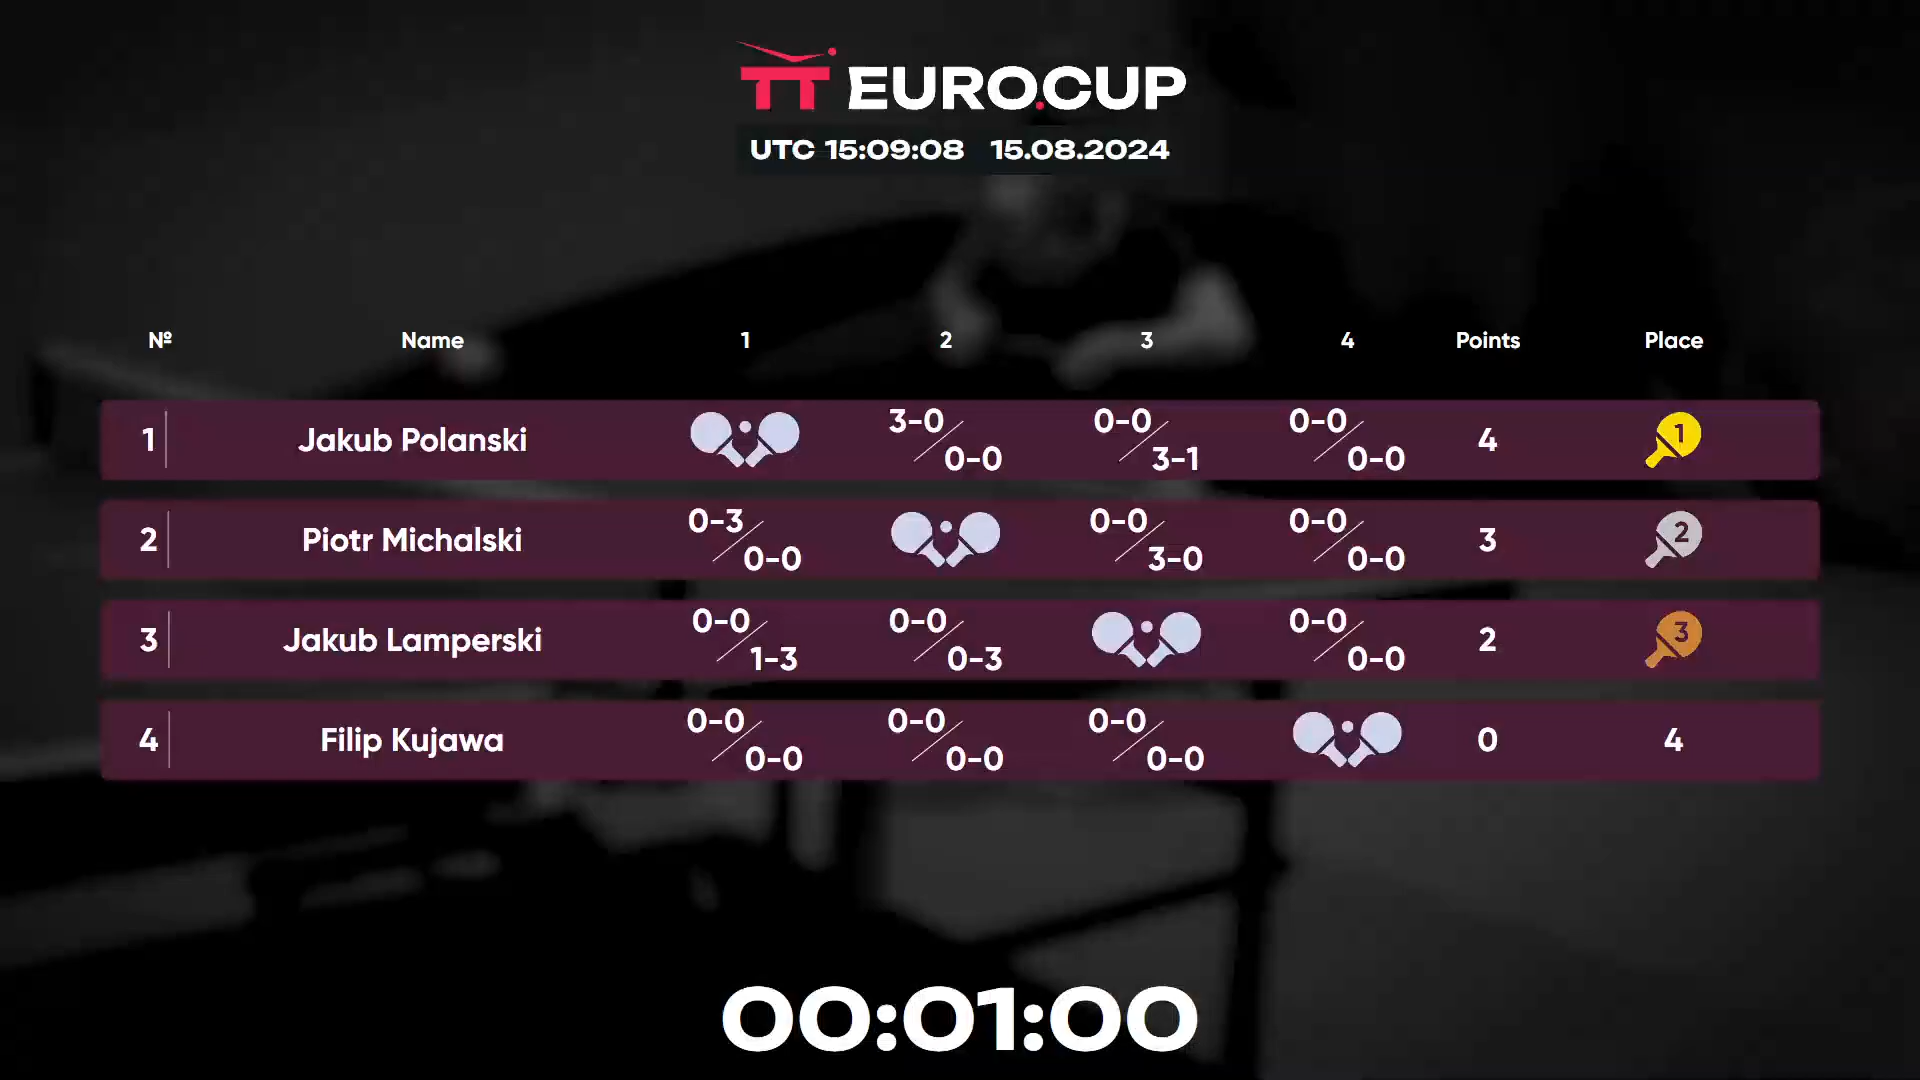 TT EURO.CUP
UTC 15:09:08 15.08.2024
Nº Name 1 2 3 4 Points Place
1 Jakub Polanski 3-0 0-0 0-0 3-1 0-0 0-0 4 1
2 Piotr Michalski 0-3 0-0 0-0 3-0 0-0 0-0 3 2
3 Jakub Lamperski 0-0 1-3 0-0 0-3 0-0 0-0 2 3
4 Filip Kujawa 0-0 0-0 0-0 0-0 0-0 0-0 0 4
00:01:00